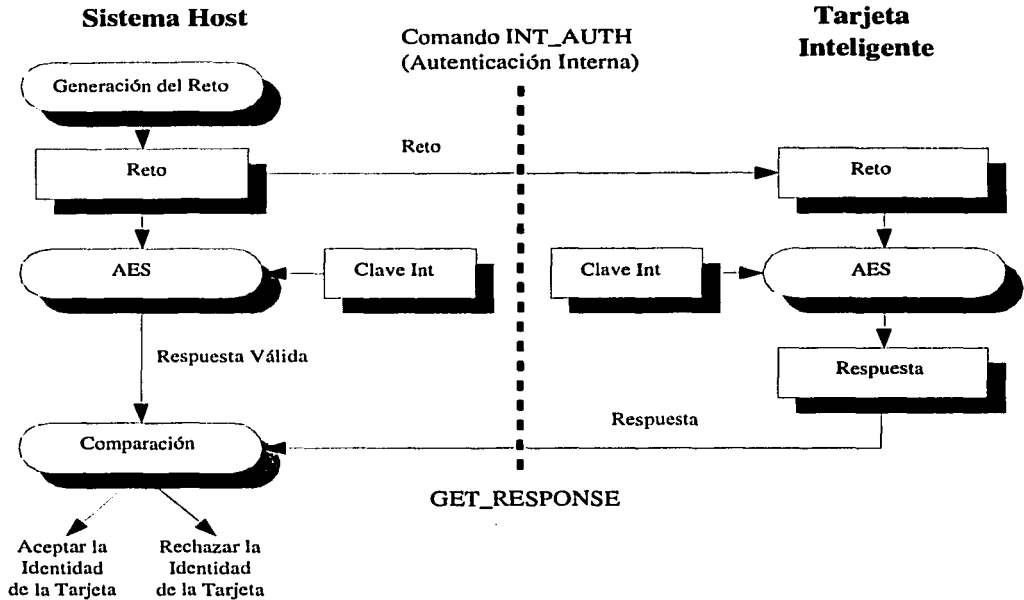 Sistema Host
Comando INT_AUTH
(Autenticación Interna)
Tarjeta
Inteligente
Generación del Reto
Reto
Reto
Reto
AES
Clave Int
Clave Int
AES
Respuesta Válida
Respuesta
Respuesta
Comparación
GET_RESPONSE
Aceptar la
Identidad
de la Tarjeta
Rechazar la
Identidad
de la Tarjeta